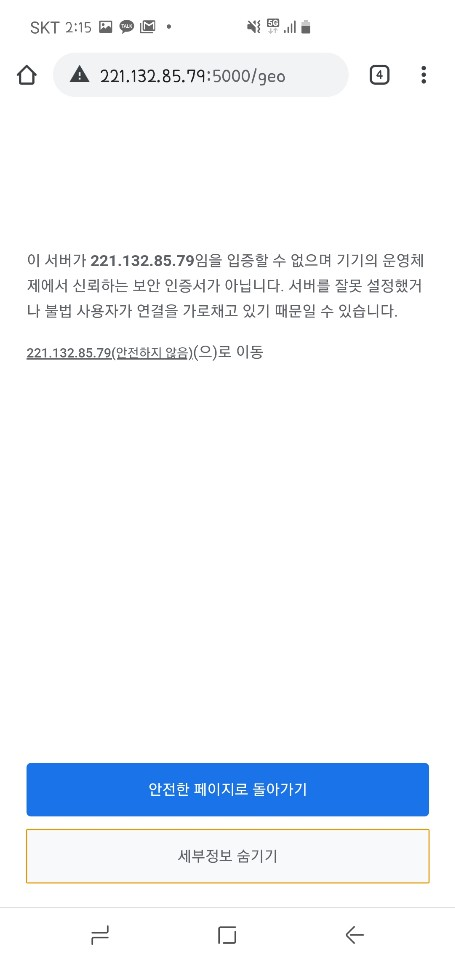 SKT 2:15
TALK
5G
221.132.85.79:5000/geo
4
이 서버가 221.132.85.79임을 입증할 수 없으며 기기의 운영체
제에서 신뢰하는 보안 인증서가 아닙니다. 서버를 잘못 설정했거
나 불법 사용자가 연결을 가로채고 있기 때문일 수 있습니다.
221.132.85.79(안전하지 않음)(으)로 이동
안전한 페이지로 돌아가기
세부정보 숨기기